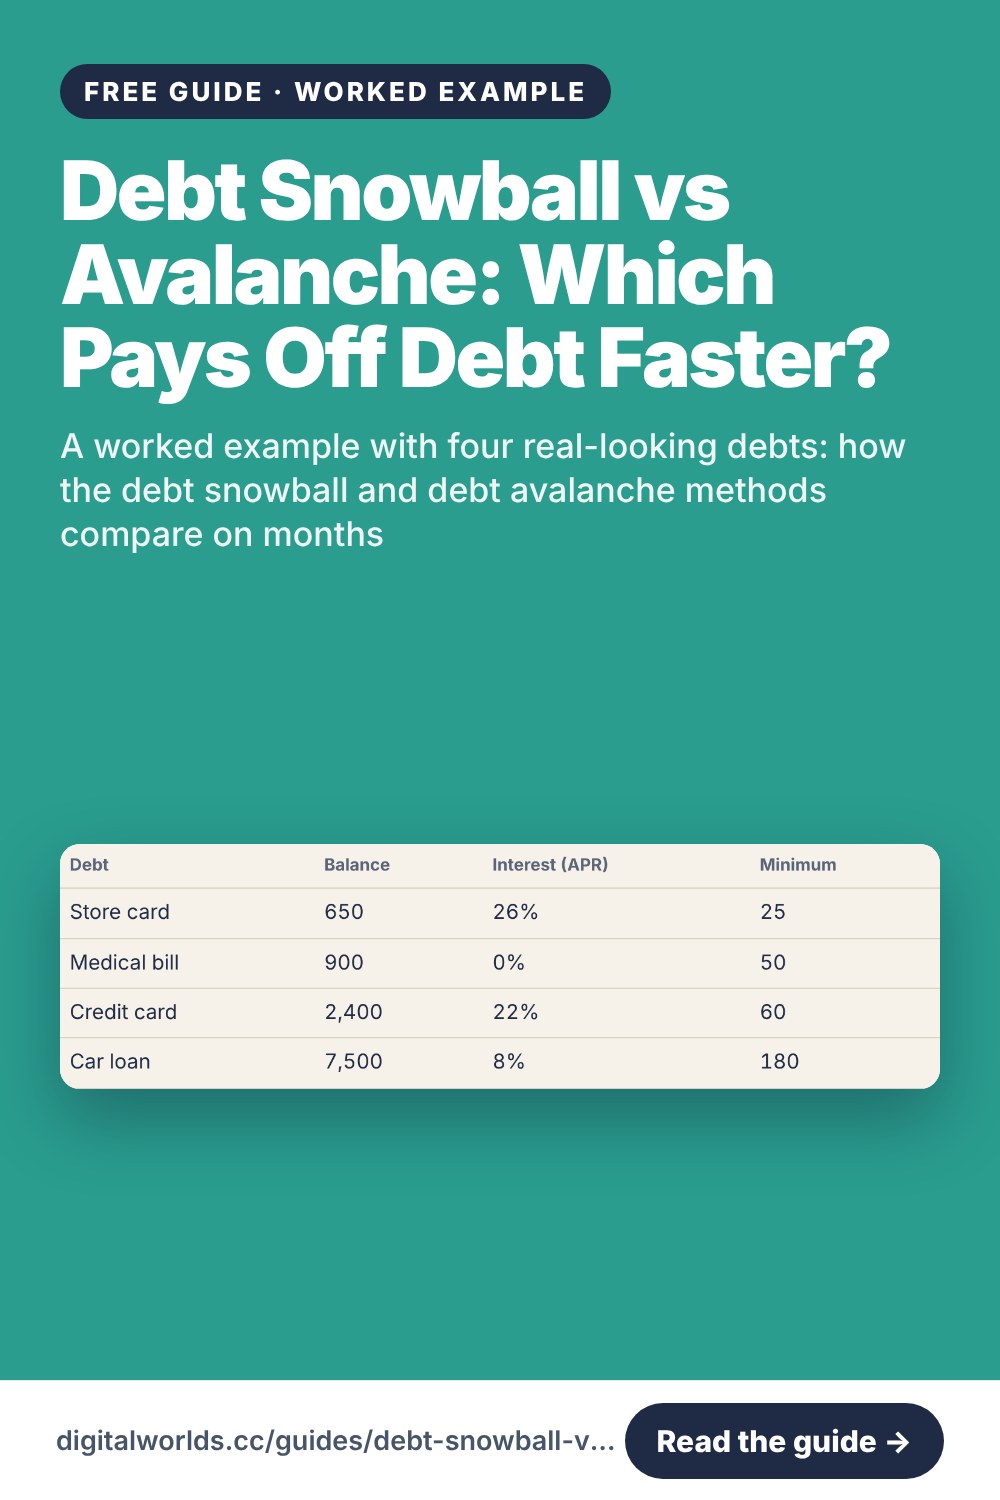 FREE GUIDE · WORKED EXAMPLE
Debt Snowball vs
Avalanche: Which
Pays Off Debt Faster?
A worked example with four real-looking debts: how
the debt snowball and debt avalanche methods
compare on months
Debt Balance Interest (APR) Minimum
Store card 650 26% 25
Medical bill 900 0% 50
Credit card 2,400 22% 60
Car loan 7,500 8% 180
digitalworlds.cc/guides/debt-snowball-v... Read the guide →